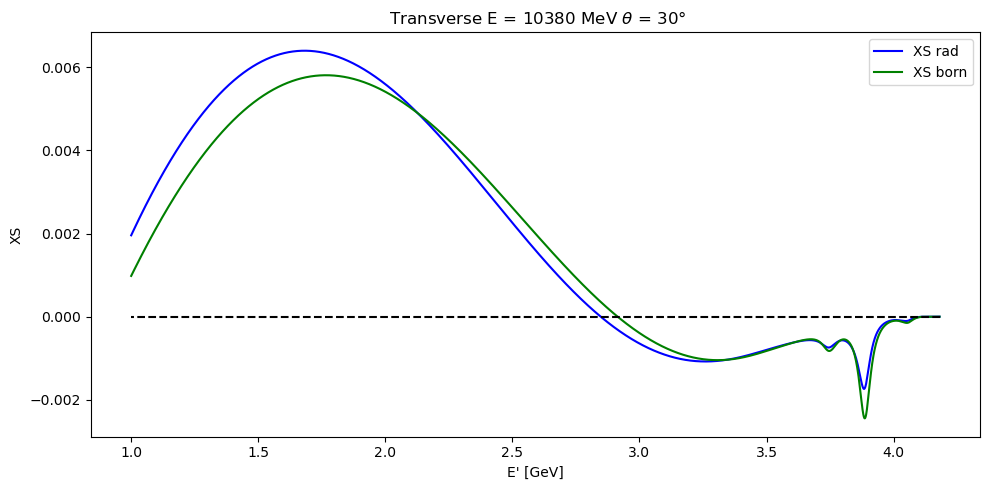 Transverse E = 10380 MeV θ = 30°
XS rad
XS born
0.006
0.004
0.002
0.000
−0.002
XS
1.0 1.5 2.0 2.5 3.0 3.5 4.0
E' [GeV]